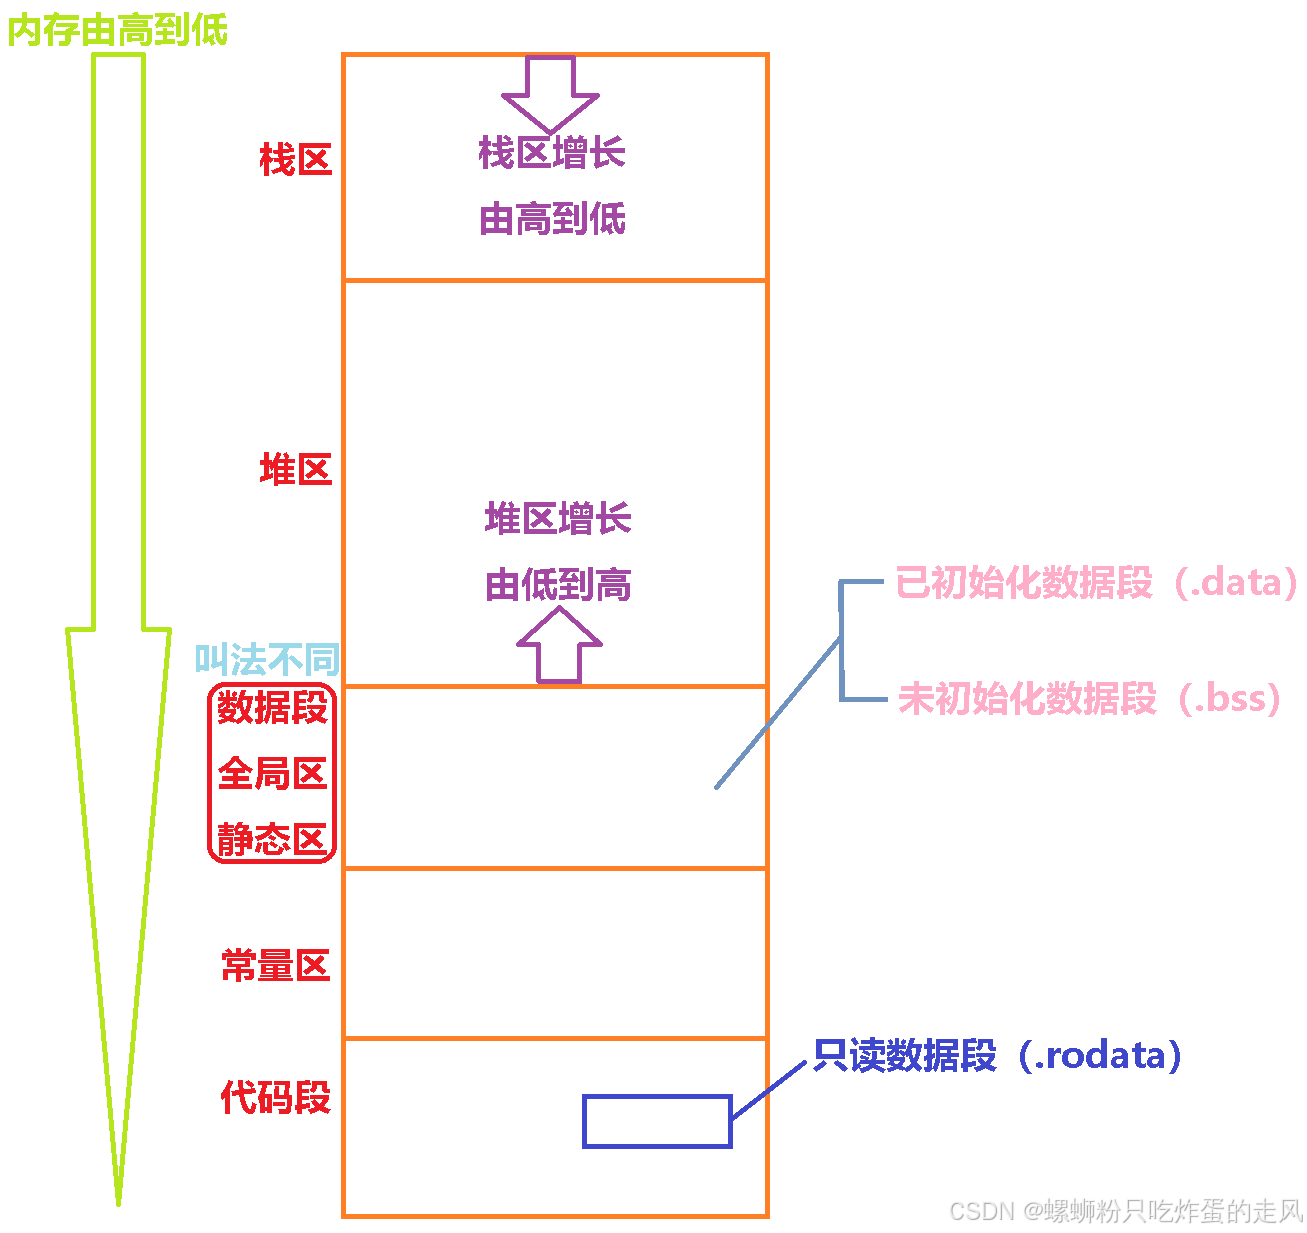 内存由高到低
栈区
栈区增长
由高到低
堆区
堆区增长
由低到高
已初始化数据段（.data）
未初始化数据段（.bss）
叫法不同
数据段
全局区
静态区
常量区
代码段
只读数据段（.rodata）
CSDN @螺蛳粉只吃炸蛋的走风